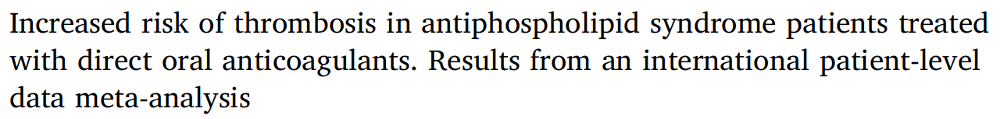 Increased risk of thrombosis in antiphospholipid syndrome patients treated
with direct oral anticoagulants. Results from an international patient-level
data meta-analysis